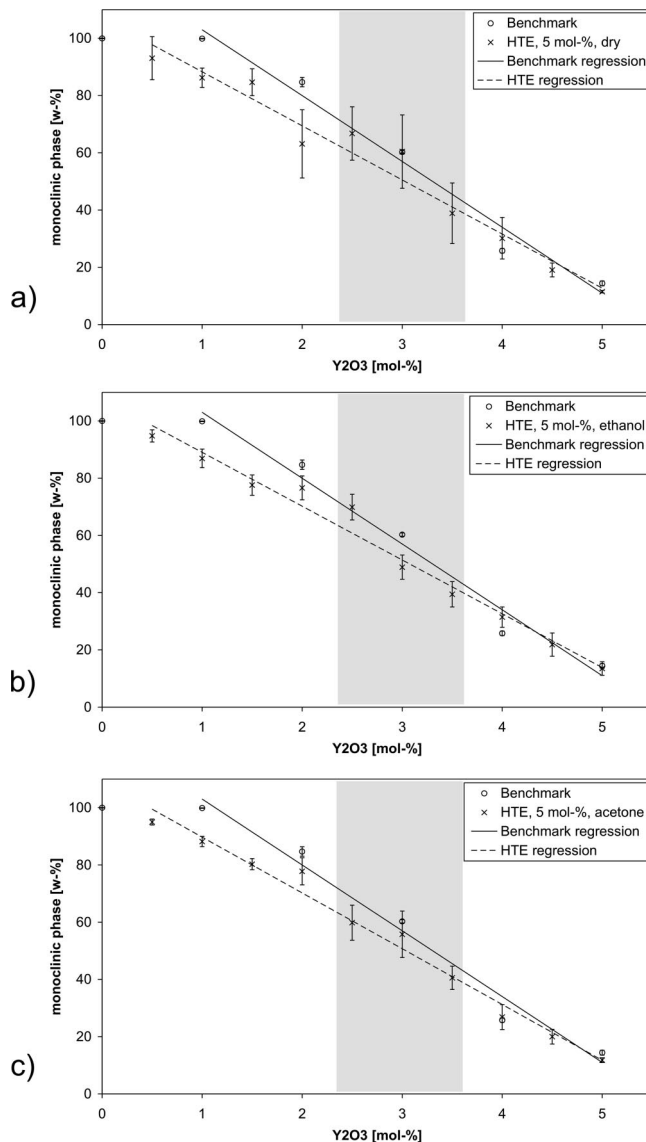 a)
monoclinic phase [w-%]
100
80
60
40
20
0
0 1 2 3 4 5
Y2O3 [mol-%]
Benchmark
HTE, 5 mol-%, dry
Benchmark regression
HTE regression
b)
monoclinic phase [w-%]
100
80
60
40
20
0
0 1 2 3 4 5
Y2O3 [mol-%]
Benchmark
HTE, 5 mol-%, ethanol
Benchmark regression
HTE regression
c)
monoclinic phase [w-%]
100
80
60
40
20
0
0 1 2 3 4 5
Y2O3 [mol-%]
Benchmark
HTE, 5 mol-%, acetone
Benchmark regression
HTE regression